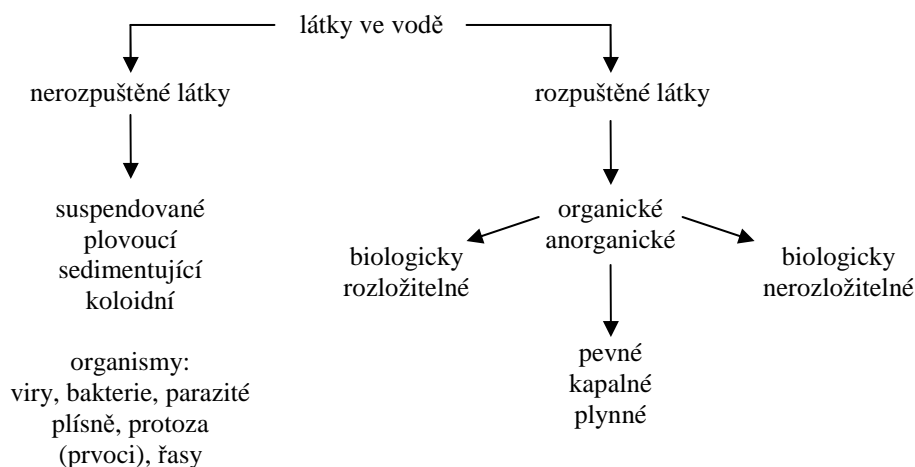 látky ve vodě
nerozpuštěné látky
rozpuštěné látky
suspendované
plovoucí
sedimentující
koloidní
organismy:
viry, bakterie, parazité
plísně, protoza
(prvoci), řasy
organické
anorganické
biologicky
rozložitelné
biologicky
nerozložitelné
pevné
kapalné
plynné